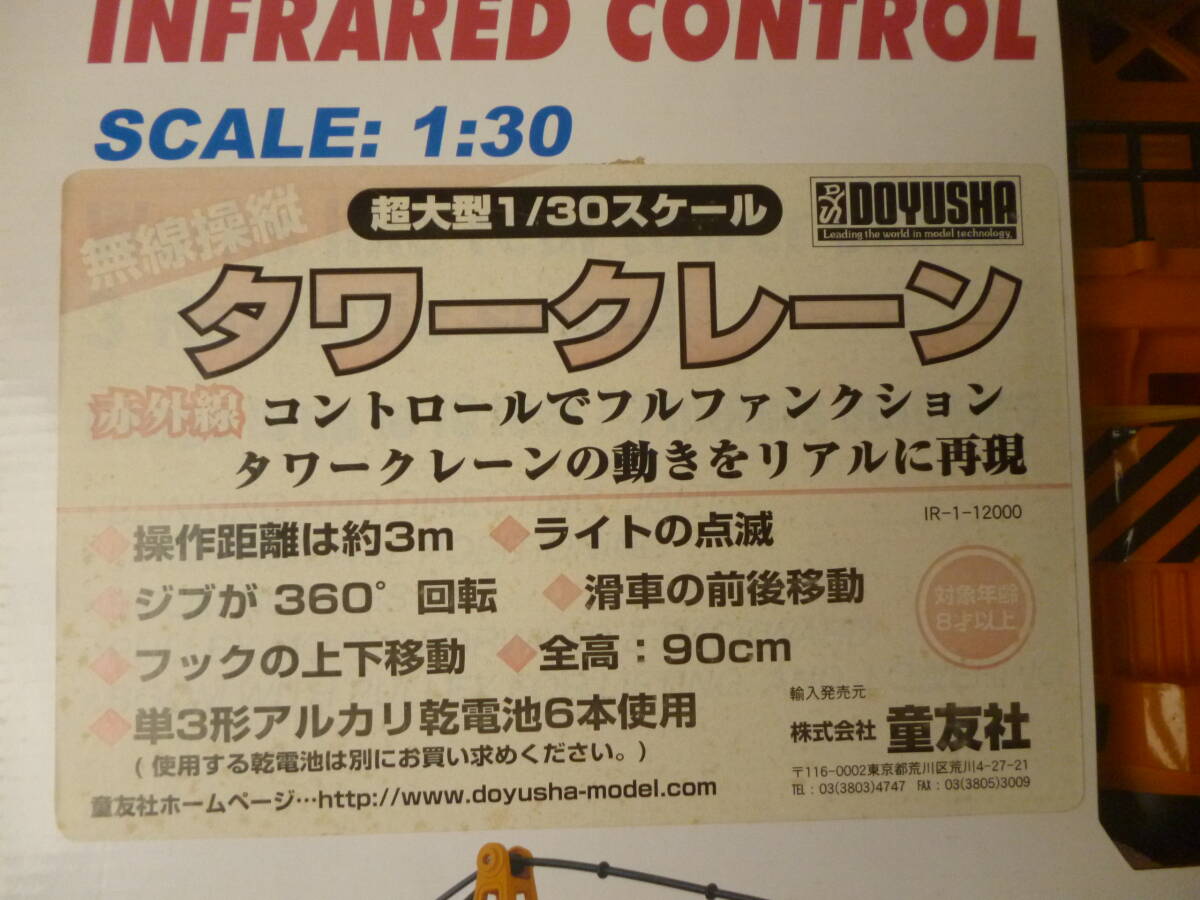 INFRARED CONTROL
SCALE: 1:30
無線操縦
超大型1/30スケール
DOYUSHA
Leading the world in model technology.
タワークレーン
赤外線 コントロールでフルファンクション
タワークレーンの動きをリアルに再現
IR-1-12000
◆操作距離は約3m ◆ライトの点滅
◆ジブが 360° 回転 ◆滑車の前後移動
◆フックの上下移動 ◆全高：90cm
◆単3形アルカリ乾電池6本使用
(使用する乾電池は別にお買い求めください。)
対象年齢
8才以上
輸入発売元
株式会社 童友社
〒116-0002東京都荒川区荒川4-27-21
TEL：03(3803)4747 FAX：03(3805)3009
童友社ホームページ…http://www.doyusha-model.com